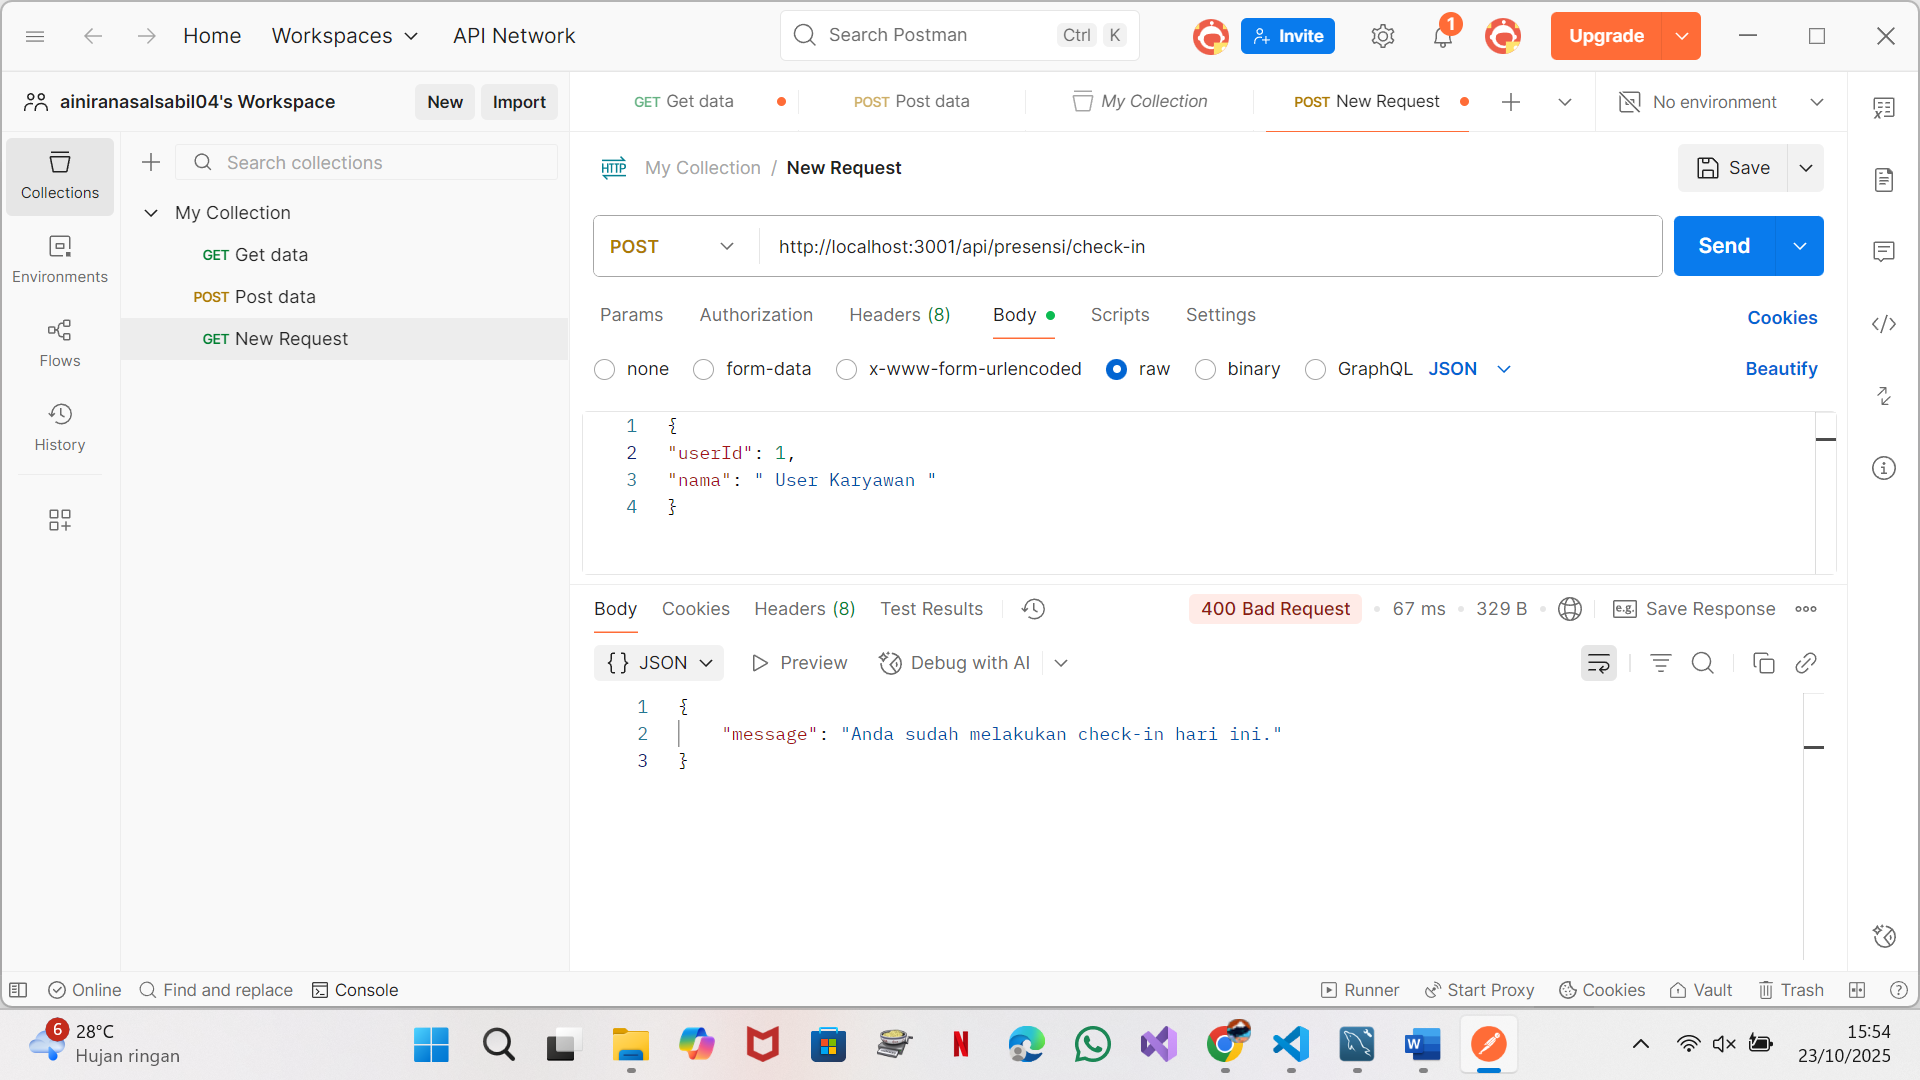 Home
Workspaces
API Network
Search Postman
Ctrl K
Invite
1
Upgrade
ainiranasalsabil04's Workspace
New
Import
GET Get data
POST Post data
My Collection
POST New Request
No environment
Collections
Environments
Flows
History
Search collections
My Collection
GET Get data
POST Post data
GET New Request
HTTP
My Collection / New Request
Save
POST
http://localhost:3001/api/presensi/check-in
Send
Params
Authorization
Headers (8)
Body
Scripts
Settings
Cookies
none
form-data
x-www-form-urlencoded
raw
binary
GraphQL
JSON
Beautify
1 {
2 "userId": 1,
3 "nama": " User Karyawan "
4 }
Body
Cookies
Headers (8)
Test Results
400 Bad Request
67 ms
329 B
e.g. Save Response
{} JSON
Preview
Debug with AI
1 {
2 "message": "Anda sudah melakukan check-in hari ini."
3 }
Online
Find and replace
Console
Runner
Start Proxy
Cookies
Vault
Trash
6
28°C
Hujan ringan
N
W
15:54
23/10/2025